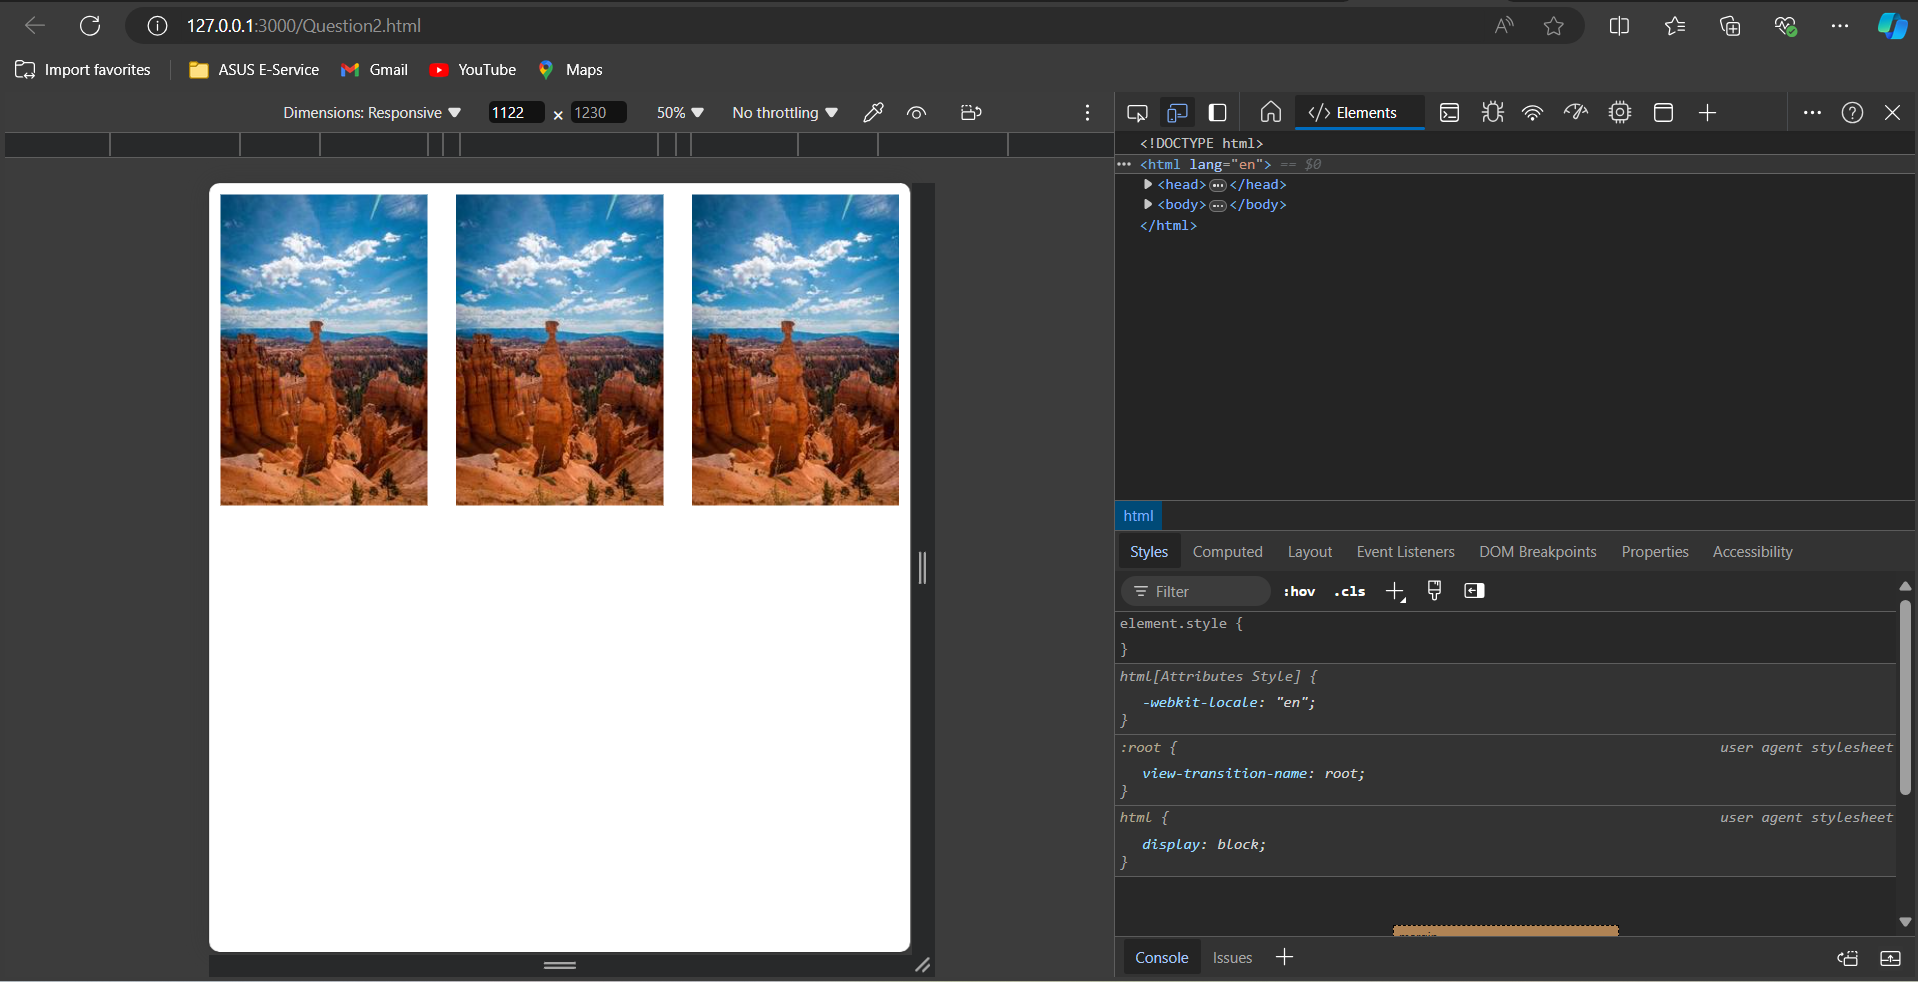 127.0.0.1:3000/Question2.html
Import favorites ASUS E-Service Gmail YouTube Maps
Dimensions: Responsive 1122 × 1230 50% No throttling
Elements
<!DOCTYPE html>
<html lang="en"> == $0
<head> </head>
<body> </body>
</html>
html
Styles Computed Layout Event Listeners DOM Breakpoints Properties Accessibility
Filter :hov .cls
element.style {
}
html[Attributes Style] {
-webkit-locale: "en";
}
:root { user agent stylesheet
view-transition-name: root;
}
html { user agent stylesheet
display: block;
}
Console Issues